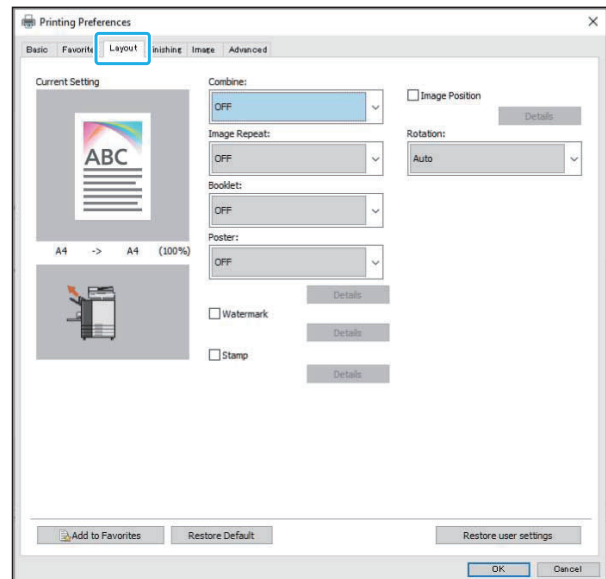 Printing Preferences
Basic Favorite Layout inishing Image Advanced
Current Setting
ABC
A4 -> A4 (100%)
Combine:
OFF
Image Repeat:
OFF
Booklet:
OFF
Poster:
OFF
Details
Watermark
Details
Stamp
Details
Image Position
Details
Rotation:
Auto
Add to Favorites Restore Default Restore user settings
OK Cancel